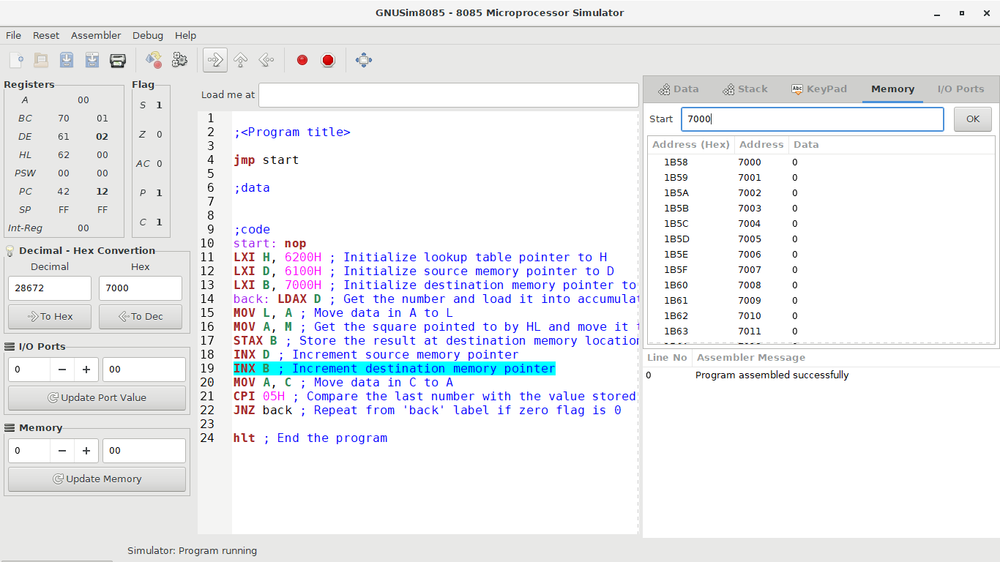 GNUSim8085 - 8085 Microprocessor Simulator
File Reset Assembler Debug Help
Registers
A 00
BC 70 01
DE 61 02
HL 62 00
PSW 00 00
PC 42 12
SP FF FF
Int-Reg 00
Flag
S 1
Z 0
AC 0
P 1
C 1
Decimal - Hex Convertion
Decimal Hex
28672 7000
To Hex To Dec
I/O Ports
0 − + 00
Update Port Value
Memory
0 − + 00
Update Memory
Load me at
1
2 ;<Program title>
3
4 jmp start
5
6 ;data
7
8
9 ;code
10 start: nop
11 LXI H, 6200H ; Initialize lookup table pointer to H
12 LXI D, 6100H ; Initialize source memory pointer to D
13 LXI B, 7000H ; Initialize destination memory pointer to
14 back: LDAX D ; Get the number and load it into accumulat
15 MOV L, A ; Move data in A to L
16 MOV A, M ; Get the square pointed to by HL and move it
17 STAX B ; Store the result at destination memory location
18 INX D ; Increment source memory pointer
19 INX B ; Increment destination memory pointer
20 MOV A, C ; Move data in C to A
21 CPI 05H ; Compare the last number with the value stored
22 JNZ back ; Repeat from 'back' label if zero flag is 0
23
24 hlt ; End the program
Data Stack Abc KeyPad Memory I/O Ports
Start 7000 OK
Address (Hex) Address Data
1B58 7000 0
1B59 7001 0
1B5A 7002 0
1B5B 7003 0
1B5C 7004 0
1B5D 7005 0
1B5E 7006 0
1B5F 7007 0
1B60 7008 0
1B61 7009 0
1B62 7010 0
1B63 7011 0
Line No Assembler Message
0 Program assembled successfully
Simulator: Program running